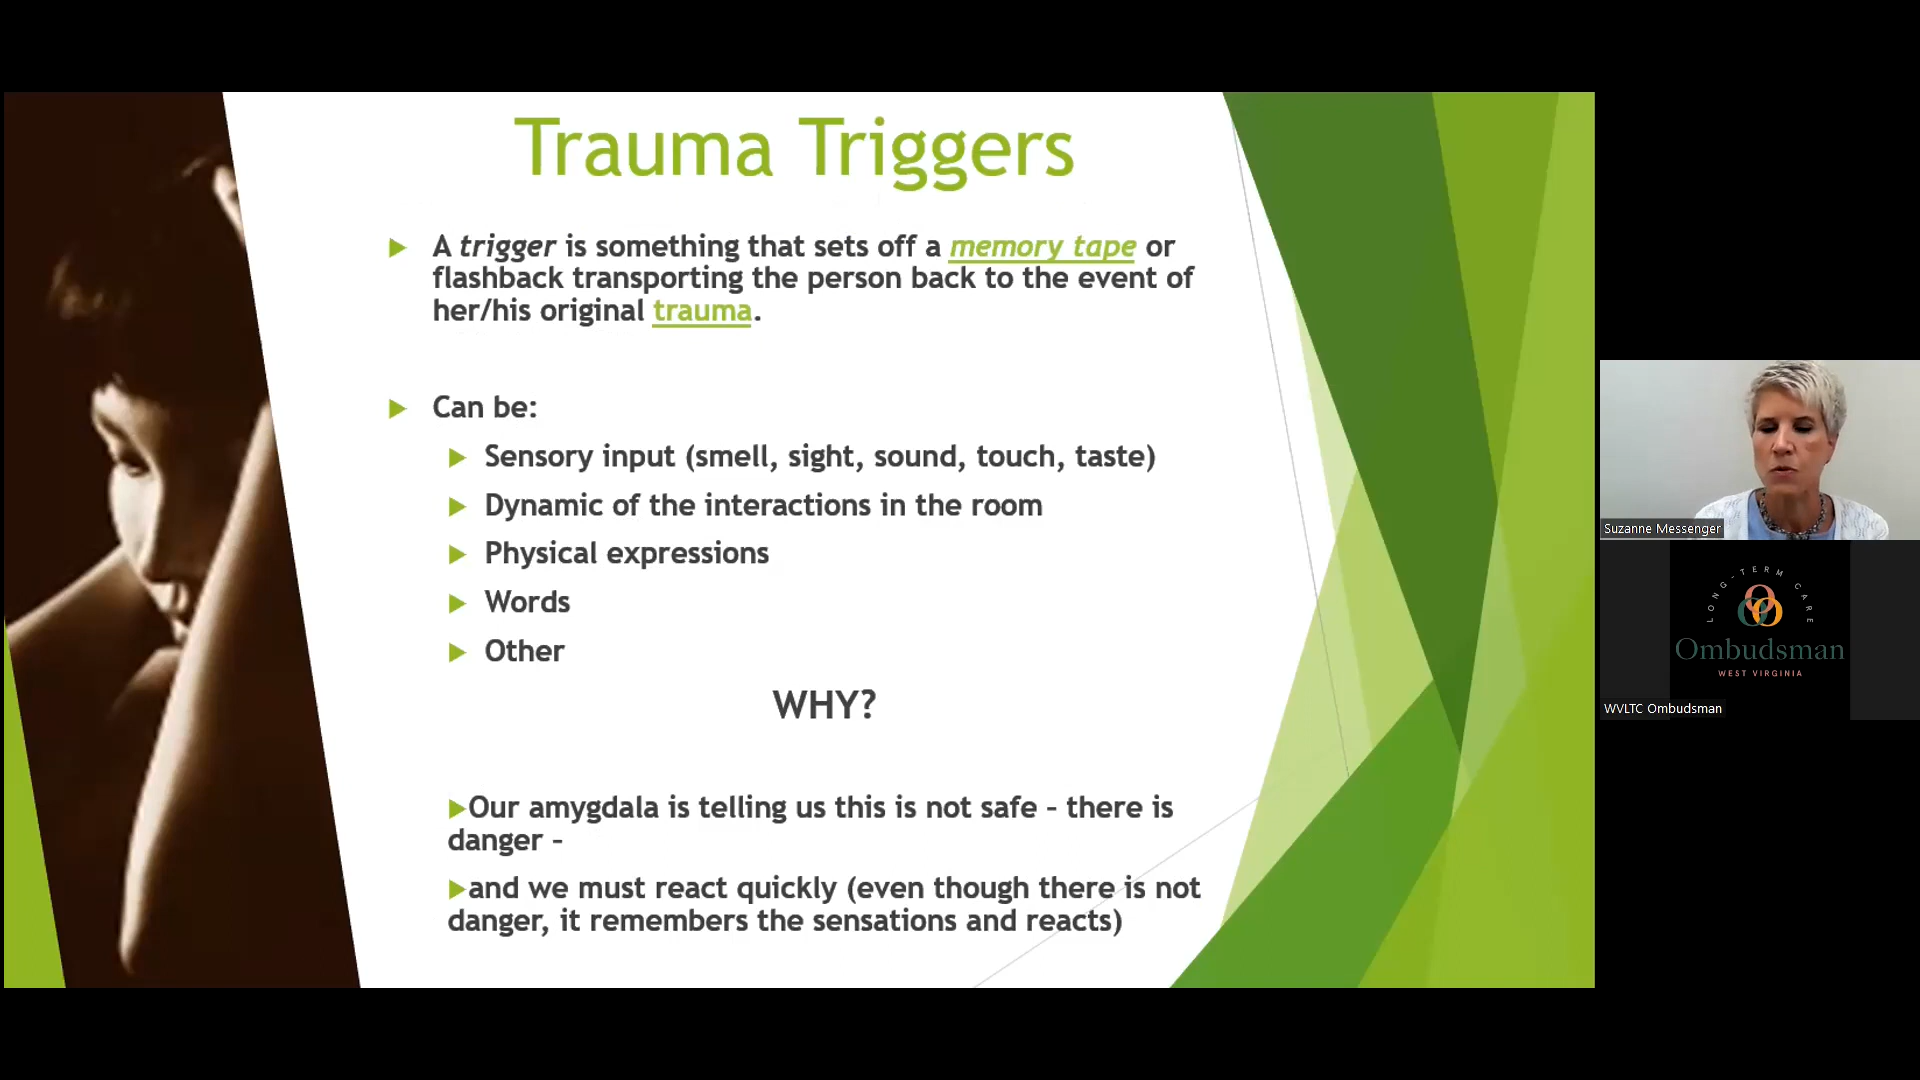 Trauma Triggers
A trigger is something that sets off a memory tape or
flashback transporting the person back to the event of
her/his original trauma.
Can be:
Sensory input (smell, sight, sound, touch, taste)
Dynamic of the interactions in the room
Physical expressions
Words
Other
WHY?
Our amygdala is telling us this is not safe – there is
danger –
and we must react quickly (even though there is not
danger, it remembers the sensations and reacts)
Suzanne Messenger
LONG-TERM CARE
Ombudsman
WEST VIRGINIA
WVLTC Ombudsman